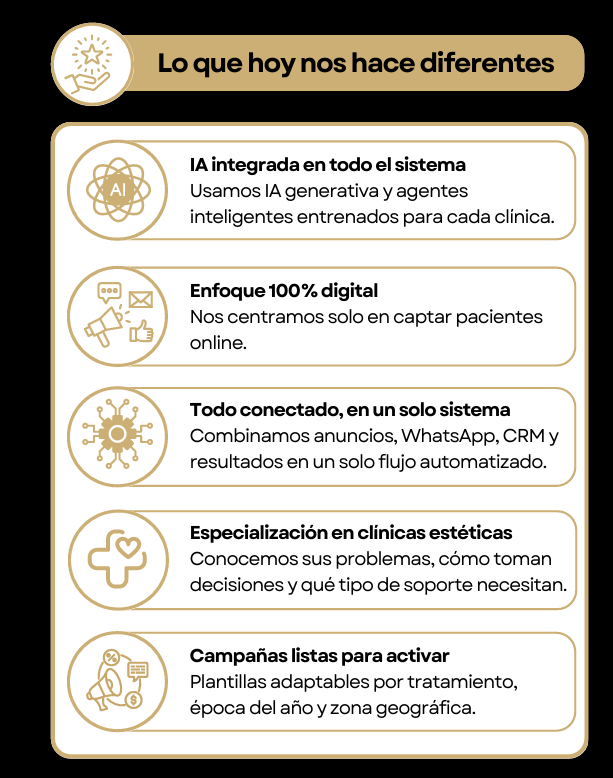 Lo que hoy nos hace diferentes
AI
IA integrada en todo el sistema
Usamos IA generativa y agentes
inteligentes entrenados para cada clínica.
Enfoque 100% digital
Nos centramos solo en captar pacientes
online.
Todo conectado, en un solo sistema
Combinamos anuncios, WhatsApp, CRM y
resultados en un solo flujo automatizado.
Especialización en clínicas estéticas
Conocemos sus problemas, cómo toman
decisiones y qué tipo de soporte necesitan.
%
$
Campañas listas para activar
Plantillas adaptables por tratamiento,
época del año y zona geográfica.